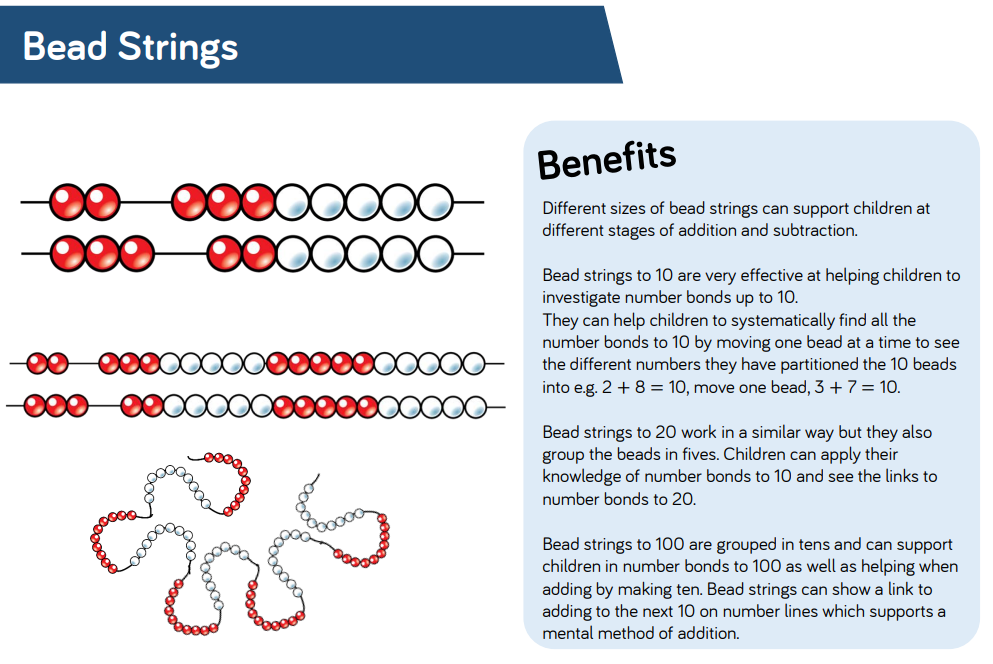 Bead Strings
Benefits
Different sizes of bead strings can support children at
different stages of addition and subtraction.
Bead strings to 10 are very effective at helping children to
investigate number bonds up to 10.
They can help children to systematically find all the
number bonds to 10 by moving one bead at a time to see
the different numbers they have partitioned the 10 beads
into e.g. 2 + 8 = 10, move one bead, 3 + 7 = 10.
Bead strings to 20 work in a similar way but they also
group the beads in fives. Children can apply their
knowledge of number bonds to 10 and see the links to
number bonds to 20.
Bead strings to 100 are grouped in tens and can support
children in number bonds to 100 as well as helping when
adding by making ten. Bead strings can show a link to
adding to the next 10 on number lines which supports a
mental method of addition.